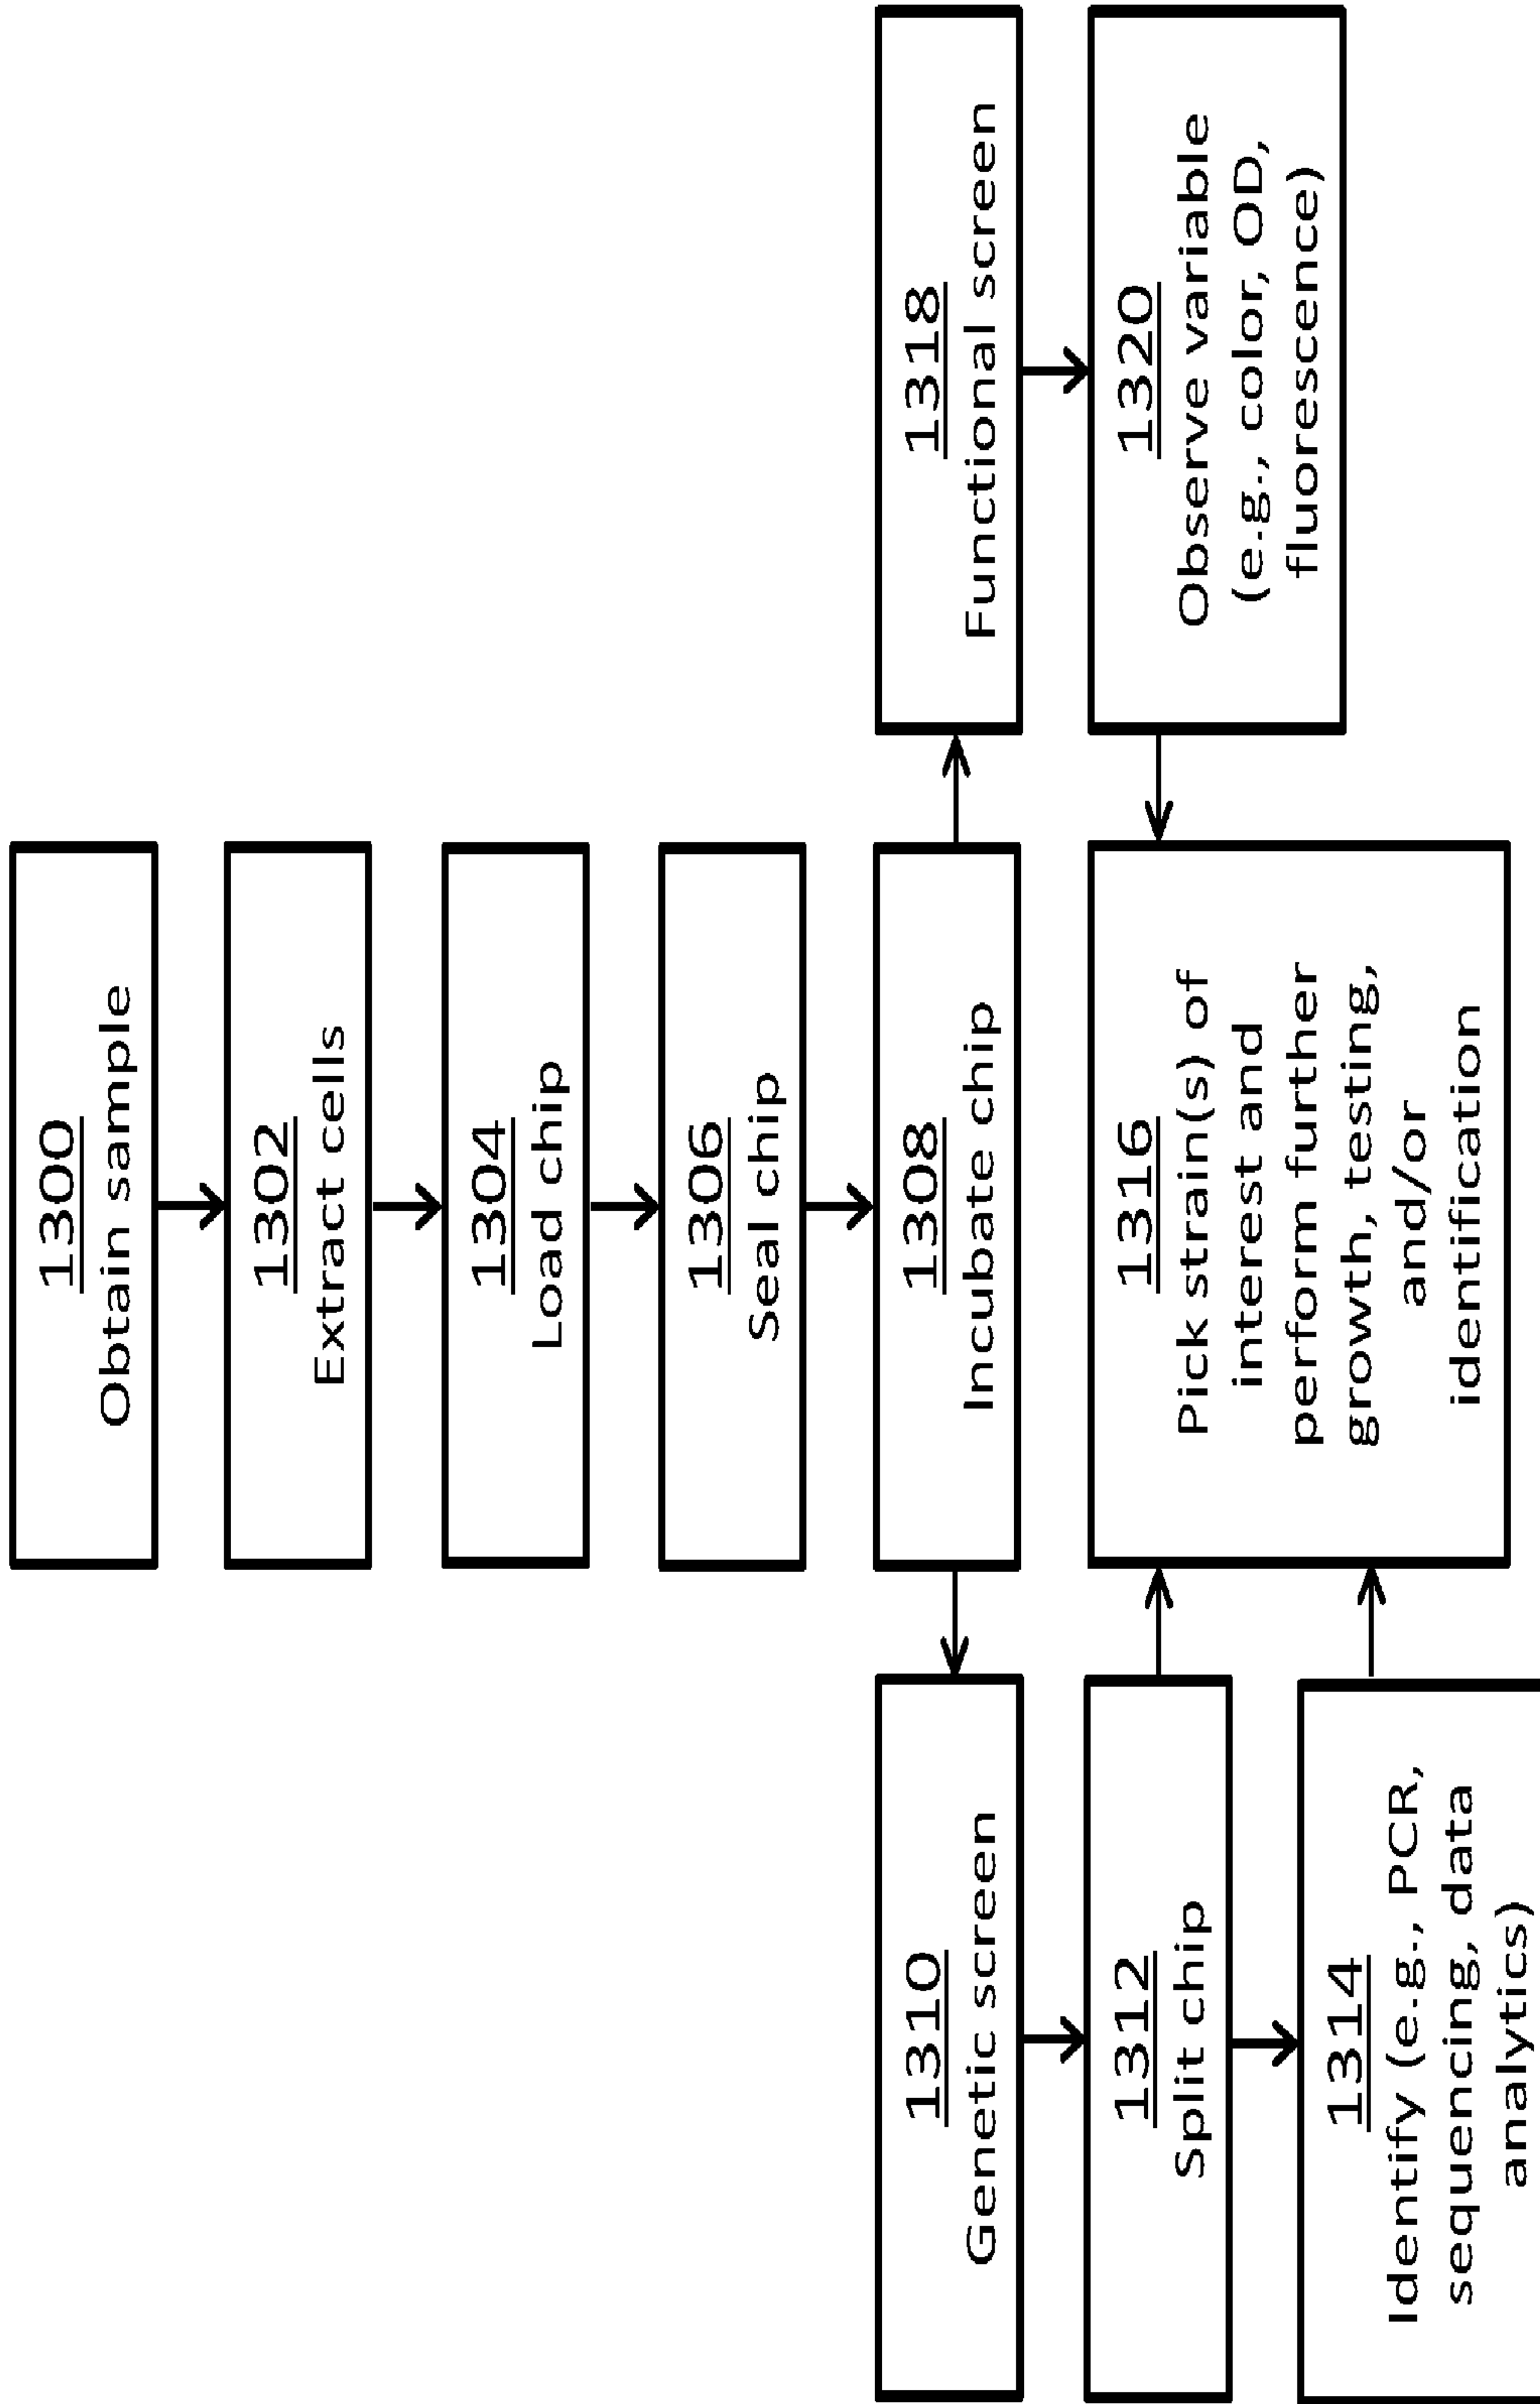 1300
Obtain sample
1302
Extract cells
1304
Load chip
1306
Seal chip
1308
Incubate chip
1310
Genetic screen
1312
Split chip
1314
Identify (e.g., PCR,
sequencing, data
analytics)
1316
Pick strain(s) of
interest and
perform further
growth, testing,
and/or
identification
1318
Functional screen
1320
Observe variable
(e.g., color, OD,
fluorescence)